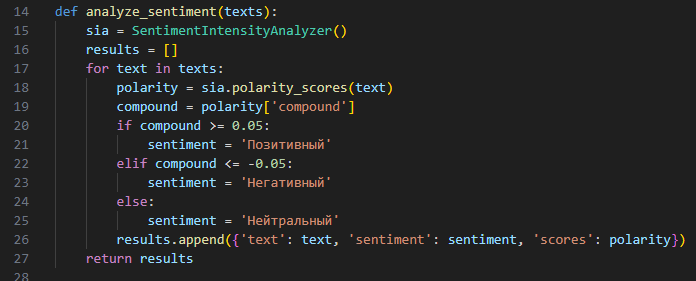 14 def analyze_sentiment(texts):
15     sia = SentimentIntensityAnalyzer()
16     results = []
17     for text in texts:
18         polarity = sia.polarity_scores(text)
19         compound = polarity['compound']
20         if compound >= 0.05:
21             sentiment = 'Позитивный'
22         elif compound <= -0.05:
23             sentiment = 'Негативный'
24         else:
25             sentiment = 'Нейтральный'
26         results.append({'text': text, 'sentiment': sentiment, 'scores': polarity})
27     return results
28